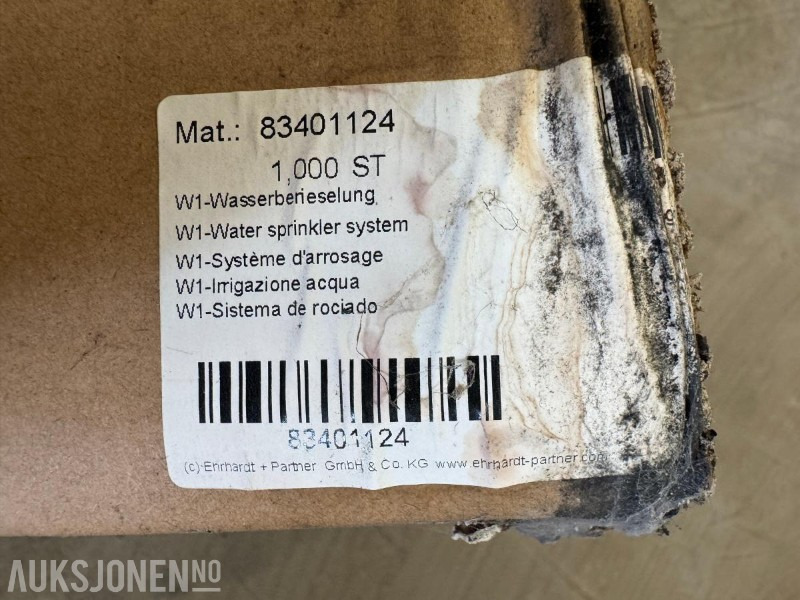 Mat.: 83401124
1,000 ST
W1-Wasserberieselung
W1-Water sprinkler system
W1-Système d'arrosage
W1-Irrigazione acqua
W1-Sistema de rociado
83401124
(c) Ehrhardt + Partner GmbH & Co. KG www.ehrhardt-partner.com
AUKSJONEN.NO